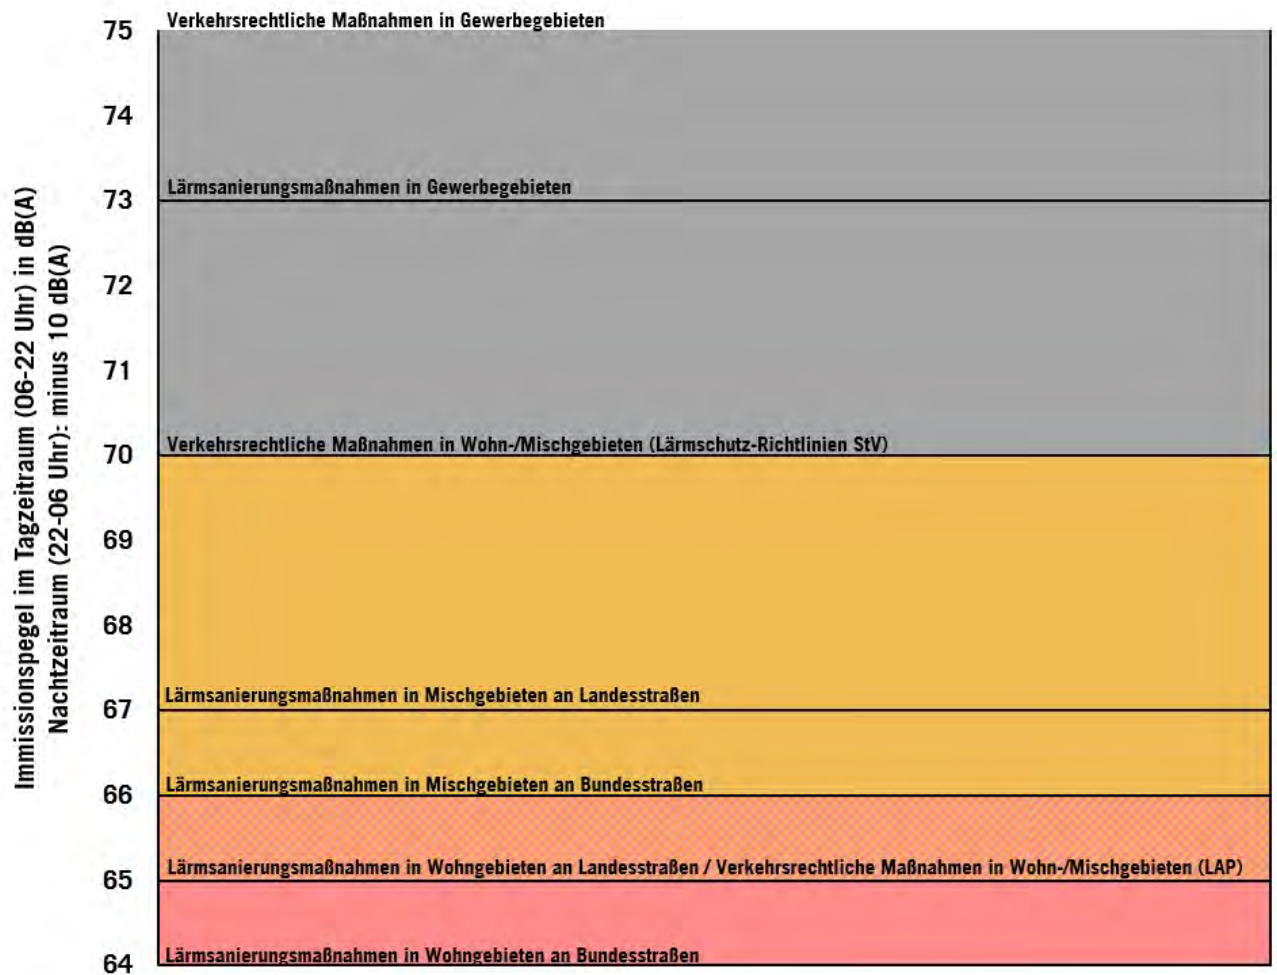 Verkehrsrechtliche Maßnahmen in Gewerbegebieten
75
74
Lärmsanierungsmaßnahmen in Gewerbegebieten
73
72
71
Verkehrsrechtliche Maßnahmen in Wohn-/Mischgebieten (Lärmschutz-Richtlinien StV)
70
69
68
Lärmsanierungsmaßnahmen in Mischgebieten an Landesstraßen
67
Lärmsanierungsmaßnahmen in Mischgebieten an Bundesstraßen
66
Lärmsanierungsmaßnahmen in Wohngebieten an Landesstraßen / Verkehrsrechtliche Maßnahmen in Wohn-/Mischgebieten (LAP)
65
Lärmsanierungsmaßnahmen in Wohngebieten an Bundesstraßen
64
Immissionspegel im Tagzeitraum (06-22 Uhr) in dB(A)
Nachtzeitraum (22-06 Uhr): minus 10 dB(A)